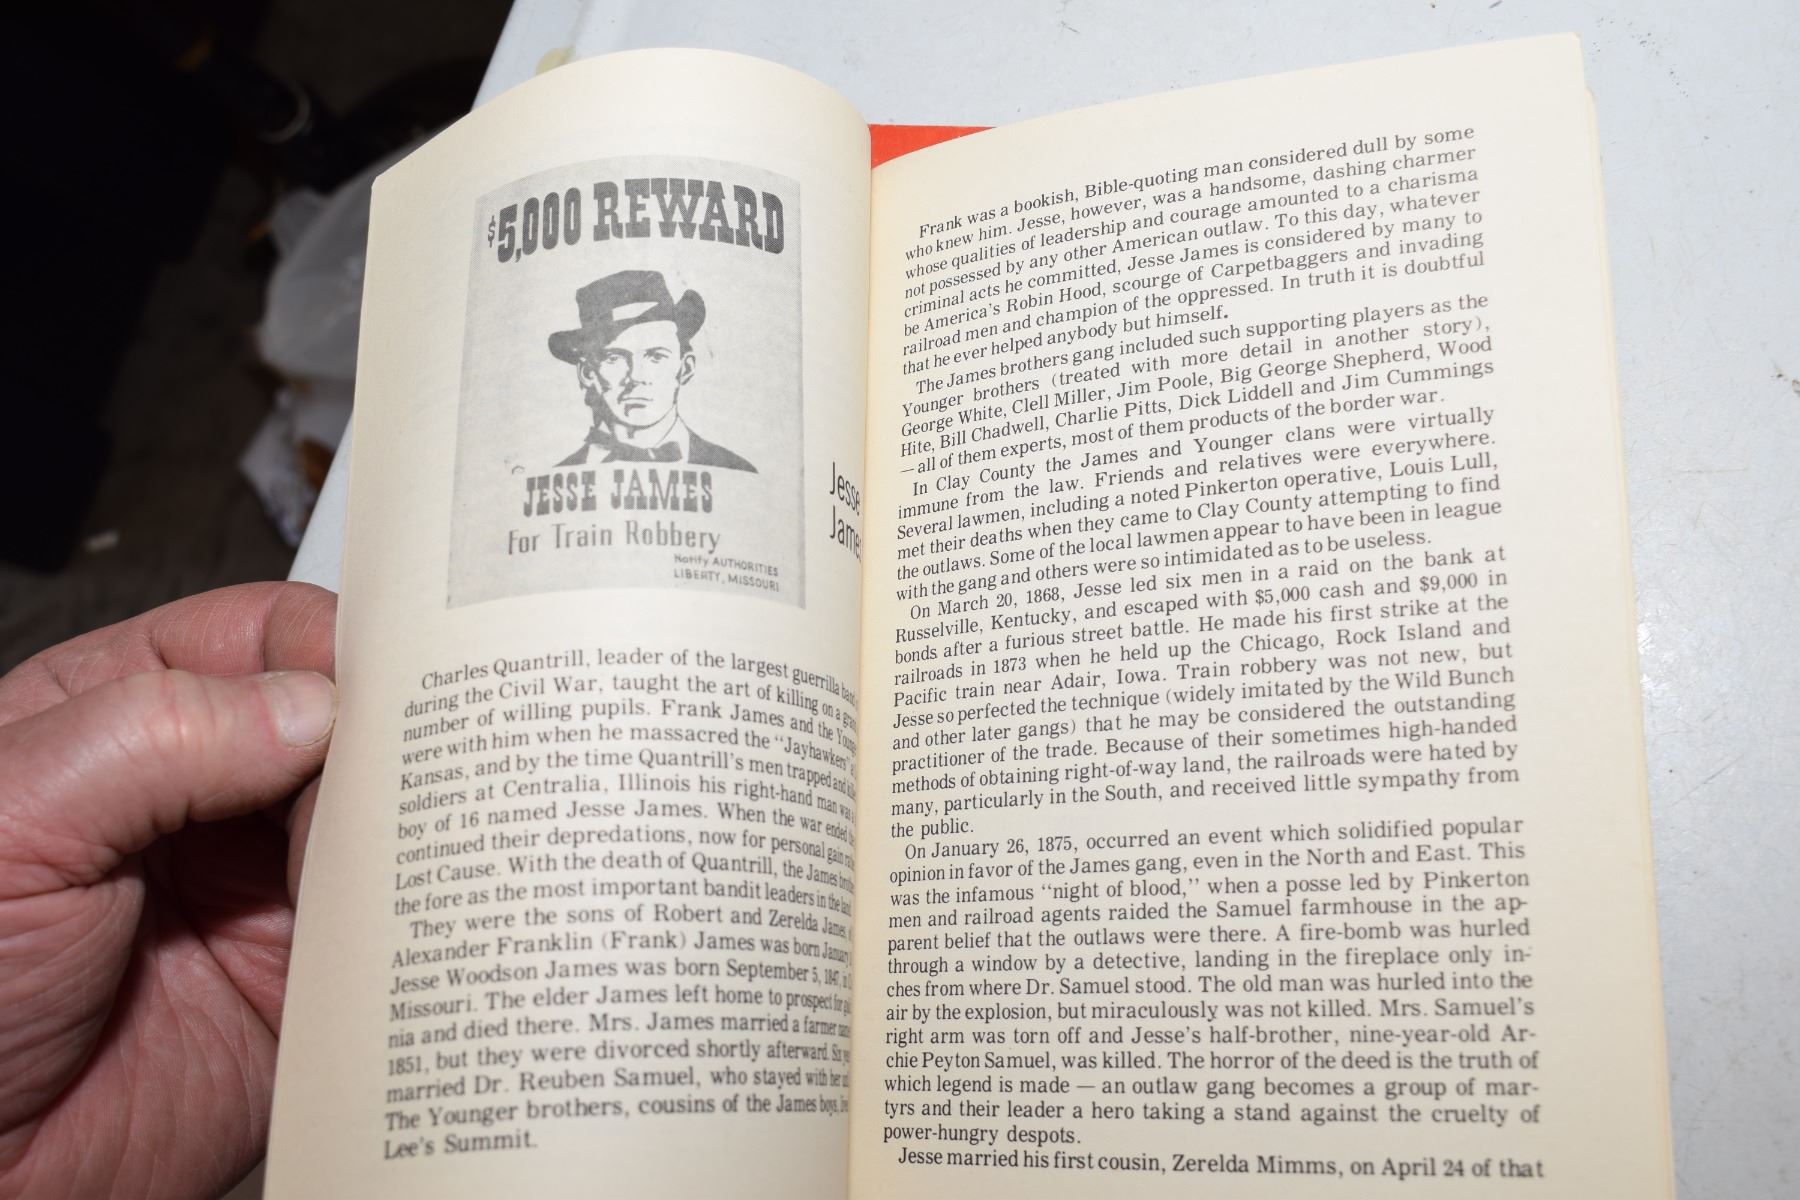 $5,000 REWARD
JESSE JAMES
For Train Robbery
Notify AUTHORITIES
LIBERTY, MISSOURI
Jesse
James
Charles Quantrill, leader of the largest guerrilla band
during the Civil War, taught the art of killing on a
number of willing pupils. Frank James and the
were with him when he massacred the "Jayhawkers"
Kansas, and by the time Quantrill's men trapped and
soldiers at Centralia, Illinois his right-hand man was
boy of 16 named Jesse James. When the war ended
continued their depredations, now for personal gain
Lost Cause. With the death of Quantrill, the James
the fore as the most important bandit leaders in the land
They were the sons of Robert and Zerelda James,
Alexander Franklin (Frank) James was born January
Jesse Woodson James was born September 5, 1847, in
Missouri. The elder James left home to prospect for
nia and died there. Mrs. James married a farmer
1851, but they were divorced shortly afterward. Six
married Dr. Reuben Samuel, who stayed with her
The Younger brothers, cousins of the James boys,
Lee's Summit.
Frank was a bookish, Bible-quoting man considered dull by some
who knew him. Jesse, however, was a handsome, dashing charmer
whose qualities of leadership and courage amounted to a charisma
not possessed by any other American outlaw. To this day, whatever
criminal acts he committed, Jesse James is considered by many to
be America's Robin Hood, scourge of Carpetbaggers and invading
railroad men and champion of the oppressed. In truth it is doubtful
that he ever helped anybody but himself.
The James brothers gang included such supporting players as the
Younger brothers (treated with more detail in another story),
George White, Clell Miller, Jim Poole, Big George Shepherd, Wood
Hite, Bill Chadwell, Charlie Pitts, Dick Liddell and Jim Cummings
— all of them experts, most of them products of the border war.
In Clay County the James and Younger clans were virtually
immune from the law. Friends and relatives were everywhere.
Several lawmen, including a noted Pinkerton operative, Louis Lull,
met their deaths when they came to Clay County attempting to find
the outlaws. Some of the local lawmen appear to have been in league
with the gang and others were so intimidated as to be useless.
On March 20, 1868, Jesse led six men in a raid on the bank at
Russelville, Kentucky, and escaped with $5,000 cash and $9,000 in
bonds after a furious street battle. He made his first strike at the
railroads in 1873 when he held up the Chicago, Rock Island and
Pacific train near Adair, Iowa. Train robbery was not new, but
Jesse so perfected the technique (widely imitated by the Wild Bunch
and other later gangs) that he may be considered the outstanding
practitioner of the trade. Because of their sometimes high-handed
methods of obtaining right-of-way land, the railroads were hated by
many, particularly in the South, and received little sympathy from
the public.
On January 26, 1875, occurred an event which solidified popular
opinion in favor of the James gang, even in the North and East. This
was the infamous "night of blood," when a posse led by Pinkerton
men and railroad agents raided the Samuel farmhouse in the ap-
parent belief that the outlaws were there. A fire-bomb was hurled
through a window by a detective, landing in the fireplace only in-
ches from where Dr. Samuel stood. The old man was hurled into the
air by the explosion, but miraculously was not killed. Mrs. Samuel's
right arm was torn off and Jesse's half-brother, nine-year-old Ar-
chie Peyton Samuel, was killed. The horror of the deed is the truth of
which legend is made — an outlaw gang becomes a group of mar-
tyrs and their leader a hero taking a stand against the cruelty of
power-hungry despots.
Jesse married his first cousin, Zerelda Mimms, on April 24 of that